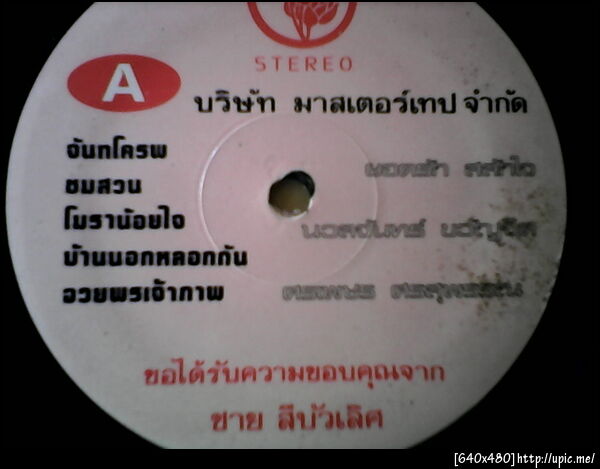 STEREO
A
บริษัท มาสเตอร์เทป จำกัด
จันทโครพ
ชมสวน
โมราน้อยใจ
บ้านนอกหลอกกัน
อวยพรเจ้าภาพ
ขอได้รับความขอบคุณจาก
ชาย สีบัวเลิศ
[640x480]http://upic.me/